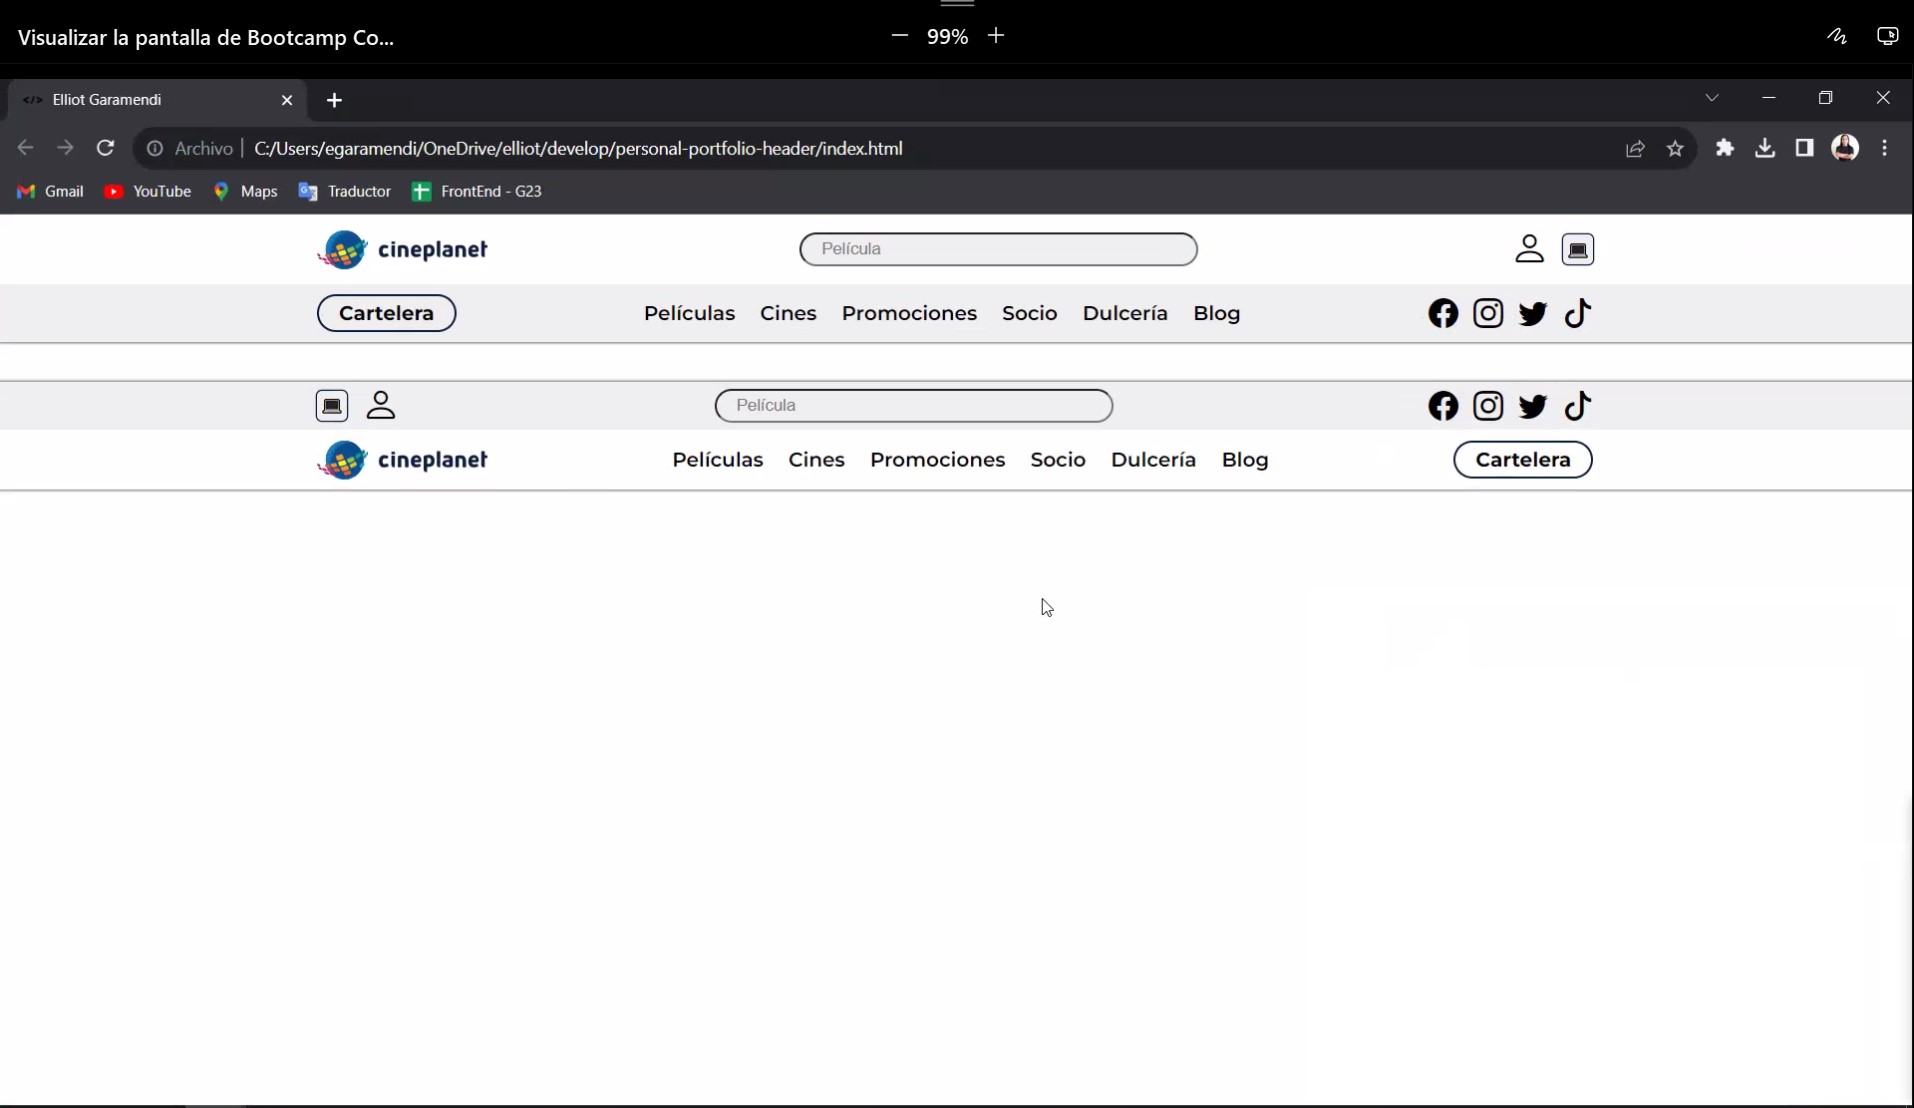 Visualizar la pantalla de Bootcamp Co...
99%
Elliot Garamendi
Archivo | C:/Users/egaramendi/OneDrive/elliot/develop/personal-portfolio-header/index.html
Gmail YouTube Maps Traductor FrontEnd - G23
cineplanet Película
Cartelera Películas Cines Promociones Socio Dulcería Blog
Película
cineplanet Películas Cines Promociones Socio Dulcería Blog Cartelera